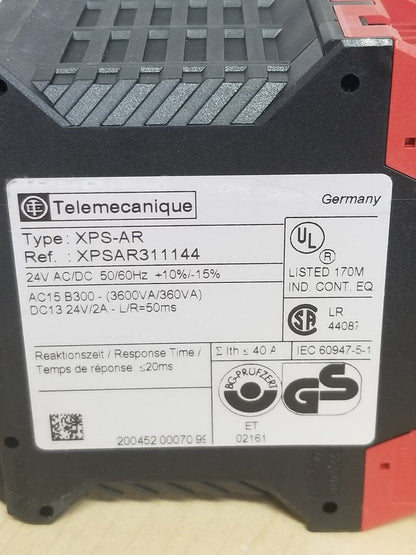 Telemecanique
Germany
Type: XPS-AR
Ref. : XPSAR311144
24V AC/DC 50/60Hz +10%/-15%
AC15 B300 - (3600VA/360VA)
DC13 24V/2A - L/R=50ms
UL
R
LISTED 170M
IND. CONT. EQ
SA
LR
44087
Reaktionszeit / Response Time /
Temps de réponse ≤20ms
Σ Ith ≤ 40 A
IEC 60947-5-1
BG-PRÜFZERT
ET
02161
GS
200452 00070 99